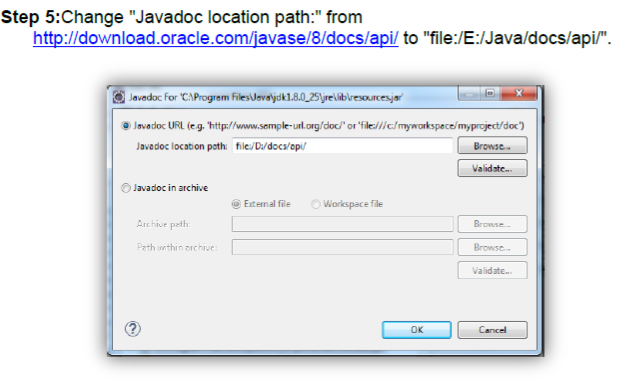 Step 5:Change "Javadoc location path:" from
http://download.oracle.com/javase/8/docs/api/ to "file:/E:/Java/docs/api/".
Javadoc For 'C:\Program Files\Java\jdk1.8.0_25\jre\lib\resources.jar'
Javadoc URL (e.g. 'http://www.sample-url.org/doc/' or 'file:///c:/myworkspace/myproject/doc')
Javadoc location path: file:/D:/docs/api/ Browse...
Validate...
Javadoc in archive
External file Workspace file
Archive path: Browse...
Path within archive: Browse...
Validate...
? OK Cancel